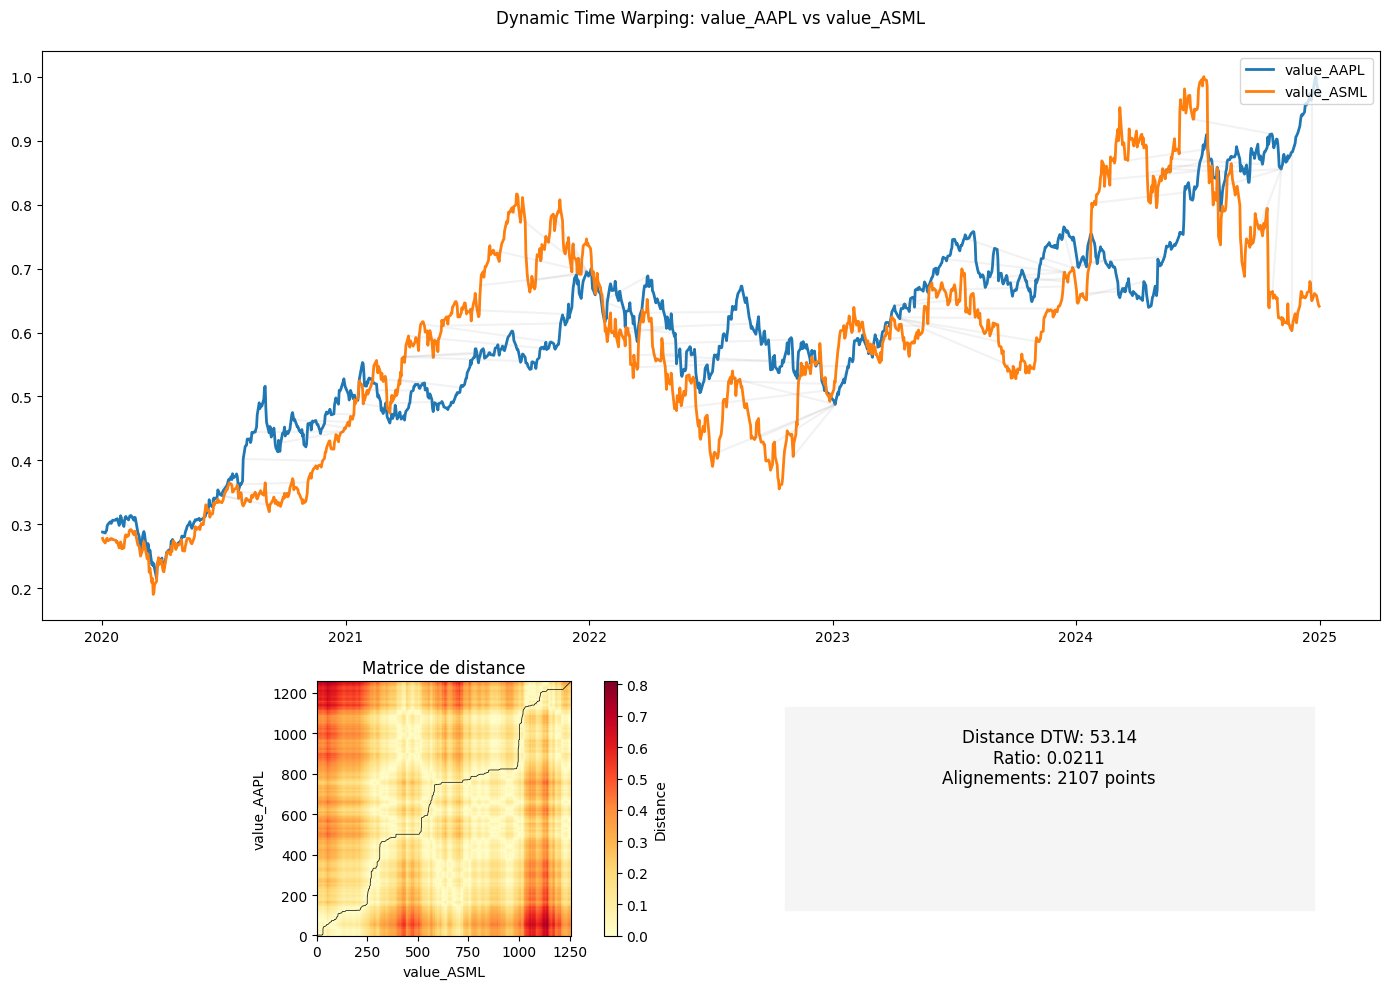 Dynamic Time Warping: value_AAPL vs value_ASML
value_AAPL
value_ASML
1.0
0.9
0.8
0.7
0.6
0.5
0.4
0.3
0.2
2020 2021 2022 2023 2024 2025
Matrice de distance
value_AAPL
1200
1000
800
600
400
200
0
0 250 500 750 1000 1250
value_ASML
0.8
0.7
0.6
0.5
0.4
0.3
0.2
0.1
0.0
Distance
Distance DTW: 53.14
Ratio: 0.0211
Alignements: 2107 points